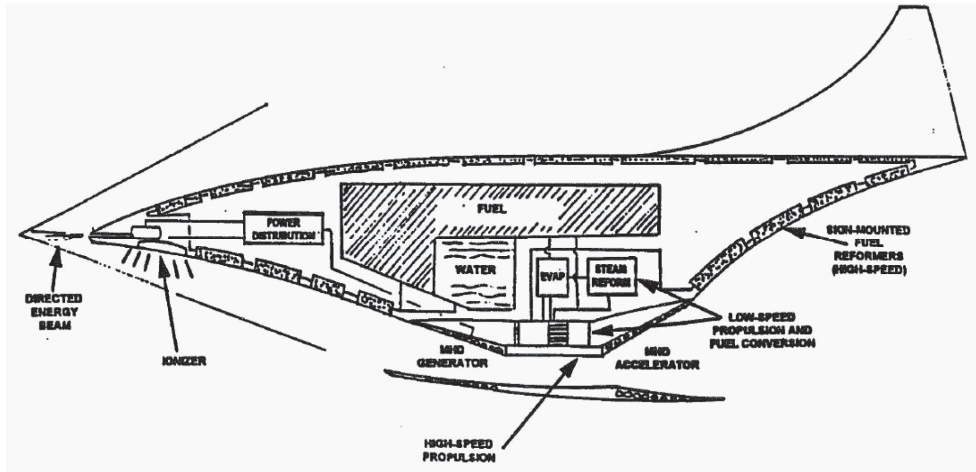 FUEL
POWER
DISTRIBUTION
WATER
EVAP
STEAM
REFORM
SKIN-MOUNTED
FUEL
REFORMERS
(HIGH-SPEED)
DIRECTED
ENERGY
BEAM
IONIZER
MHD
GENERATOR
MHD
ACCELERATOR
LOW-SPEED
PROPULSION AND
FUEL CONVERSION
HIGH-SPEED
PROPULSION